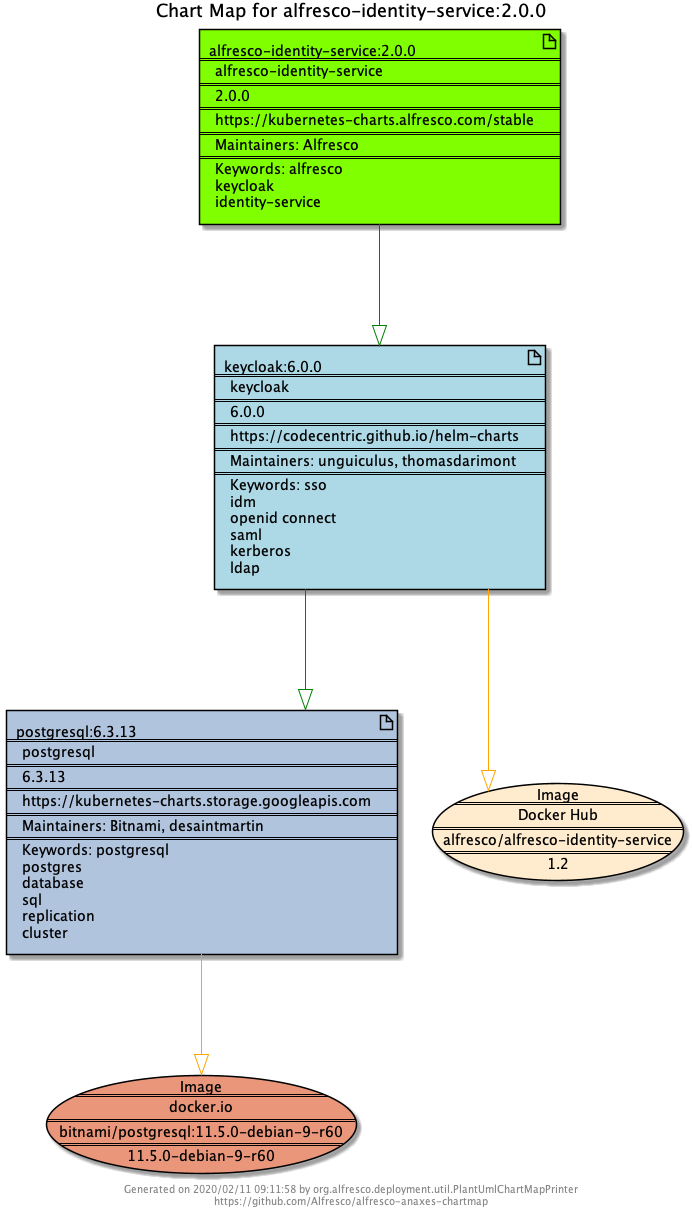 Chart Map for alfresco-identity-service:2.0.0
alfresco-identity-service:2.0.0
alfresco-identity-service
2.0.0
https://kubernetes-charts.alfresco.com/stable
Maintainers: Alfresco
Keywords: alfresco
keycloak
identity-service
keycloak:6.0.0
keycloak
6.0.0
https://codecentric.github.io/helm-charts
Maintainers: unguiculus, thomasdarimont
Keywords: sso
idm
openid connect
saml
kerberos
ldap
postgresql:6.3.13
postgresql
6.3.13
https://kubernetes-charts.storage.googleapis.com
Maintainers: Bitnami, desaintmartin
Keywords: postgresql
postgres
database
sql
replication
cluster
Image
Docker Hub
alfresco/alfresco-identity-service
1.2
Image
docker.io
bitnami/postgresql:11.5.0-debian-9-r60
11.5.0-debian-9-r60
Generated on 2020/02/11 09:11:58 by org.alfresco.deployment.util.PlantUmlChartMapPrinter
https://github.com/Alfresco/alfresco-anaxes-chartmap